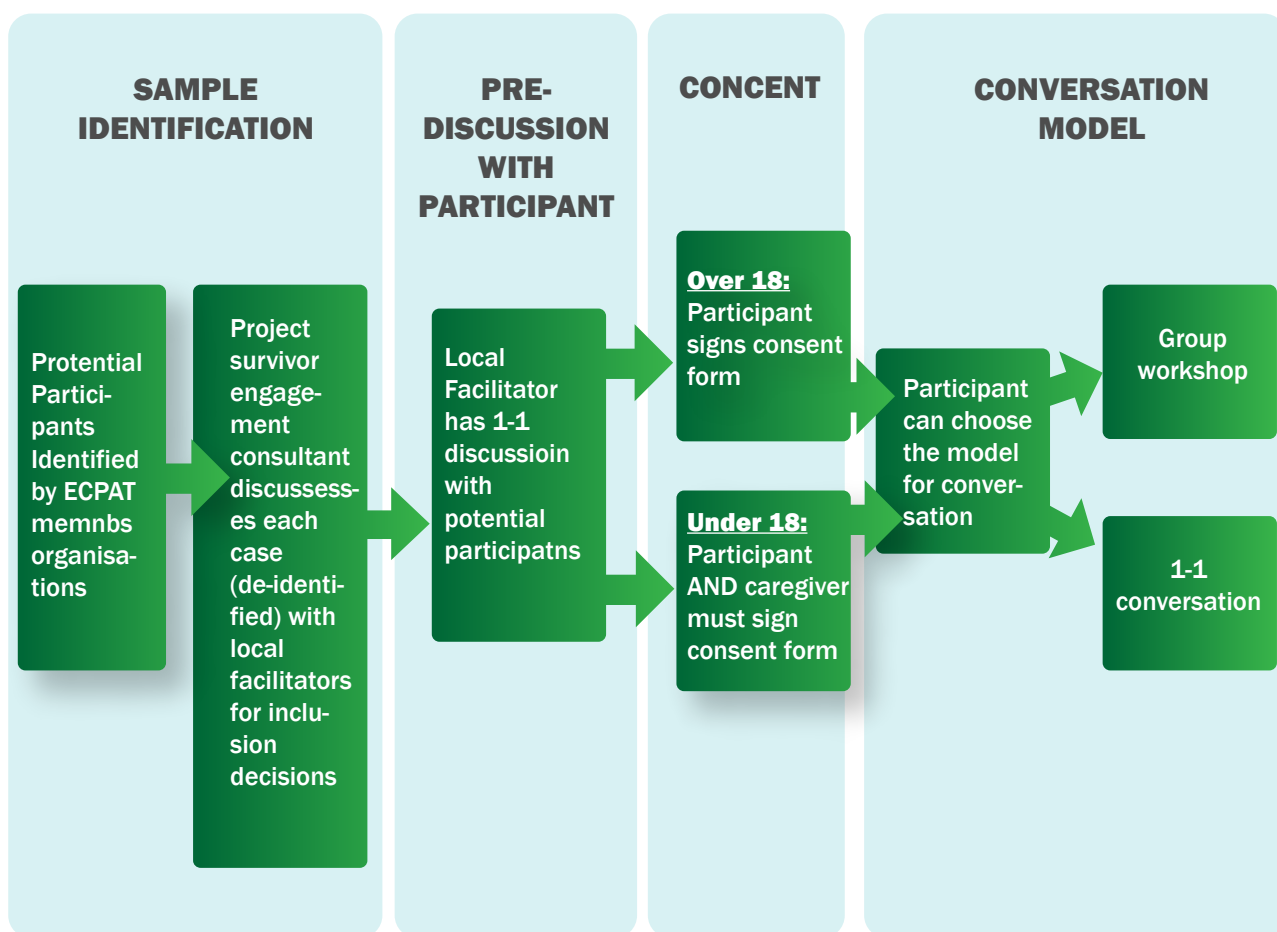 SAMPLE
IDENTIFICATION
Protential
Partici-
pants
Identified
by ECPAT
memnbs
organisa-
tions
Project
survivor
engage-
ment
consultant
discussess-
es each
case
(de-identi-
fied) with
local
facilitators
for inclu-
sion
decisions
PRE-
DISCUSSION
WITH
PARTICIPANT
Local
Facilitator
has 1-1
discussioin
with
potential
participatns
CONCENT
Over 18:
Participant
signs consent
form
Under 18:
Participant
AND caregiver
must sign
consent form
CONVERSATION
MODEL
Participant
can choose
the model
for conver-
sation
Group
workshop
1-1
conversation